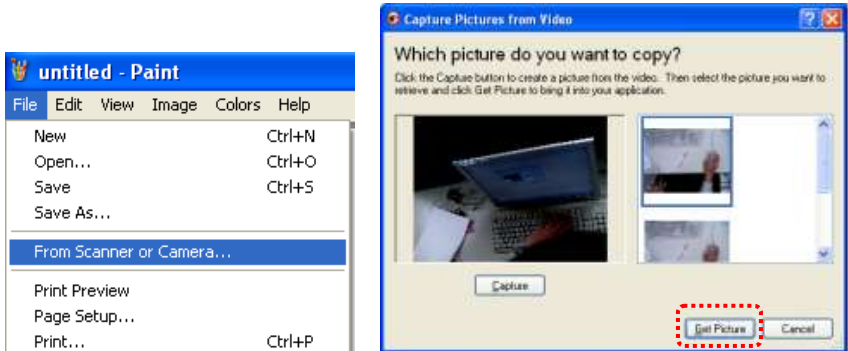 untitled - Paint
File Edit View Image Colors Help
New Ctrl+N
Open... Ctrl+O
Save Ctrl+S
Save As...
From Scanner or Camera...
Print Preview
Page Setup...
Print... Ctrl+P
Capture Pictures from Video
Which picture do you want to copy?
Click the Capture button to create a picture from the video. Then select the picture you want to
retrieve and click Get Picture to bring it into your application.
Capture
Get Picture Cancel